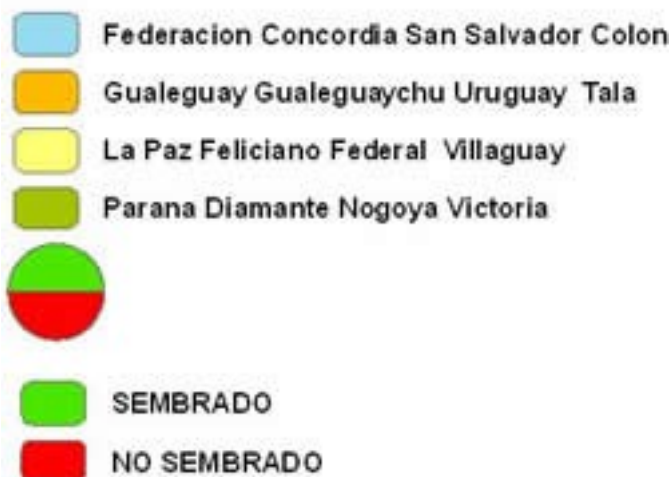 Federacion Concordia San Salvador Colon
Gualeguay Gualeguaychu Uruguay Tala
La Paz Feliciano Federal Villaguay
Parana Diamante Nogoya Victoria
SEMBRADO
NO SEMBRADO